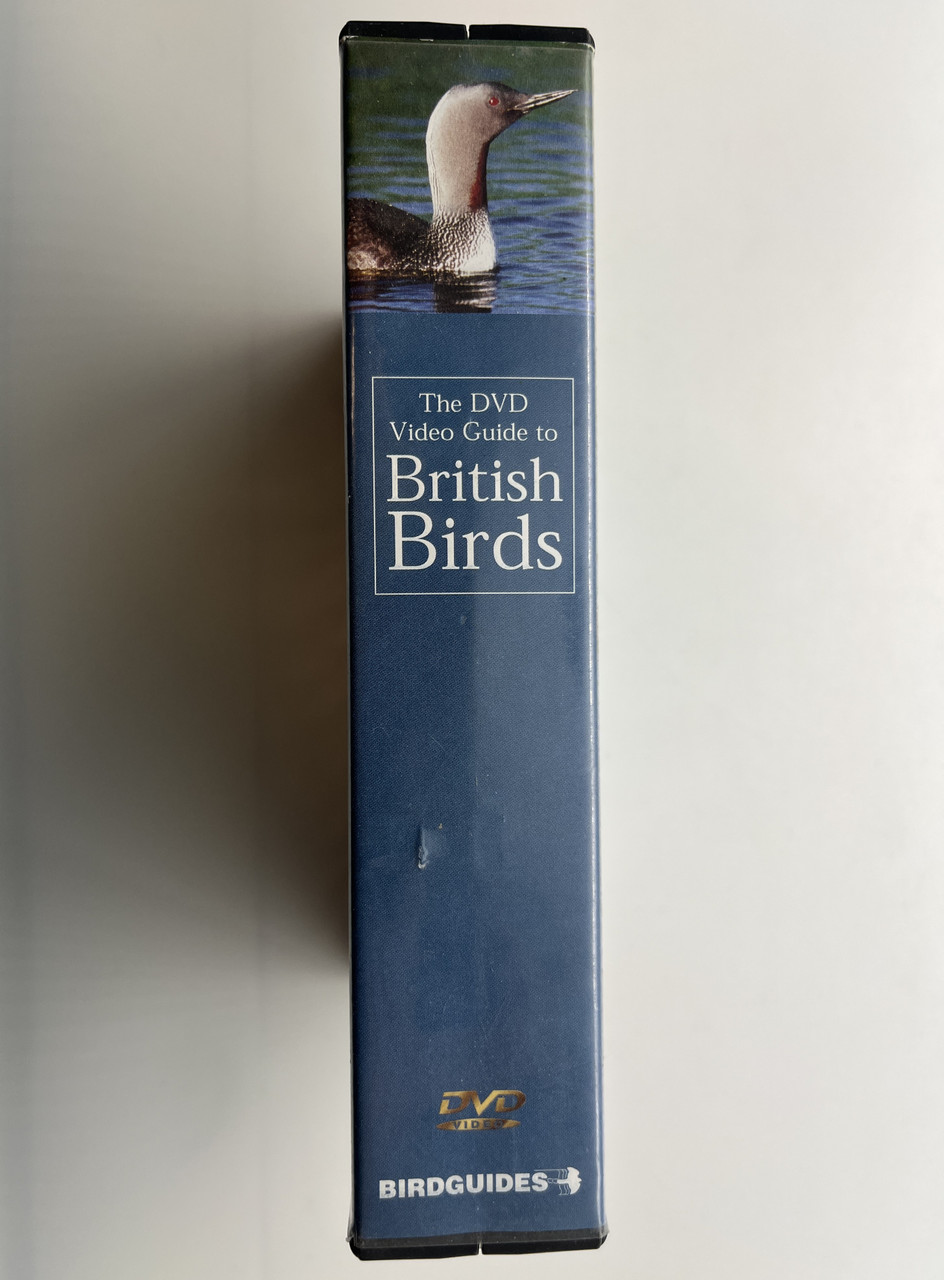 The DVD
Video Guide to
British
Birds
DVD
VIDEO
BIRDGUIDES